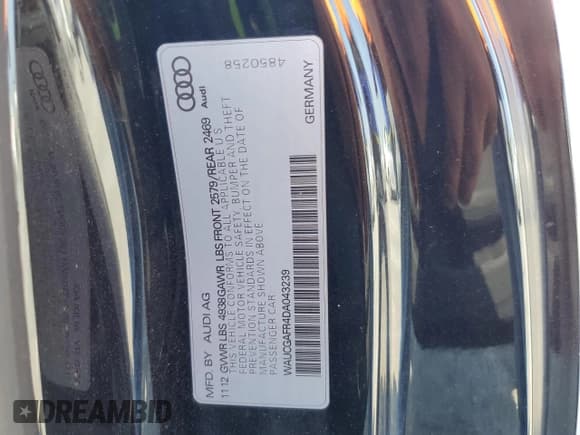 MFD. BY AUDI AG
11 12 GVWR LBS 4938 GAWR LBS FRONT 2579/REAR 2469
THIS VEHICLE CONFORMS TO ALL APPLICABLE U S
FEDERAL MOTOR VEHICLE SAFETY, BUMPER AND THEFT
PREVENTION STANDARDS IN EFFECT ON THE DATE OF
MANUFACTURE SHOWN ABOVE
PASSENGER CAR
WAUCGAFR4DA043239
GERMANY
Audi
4850258
DREAMBID